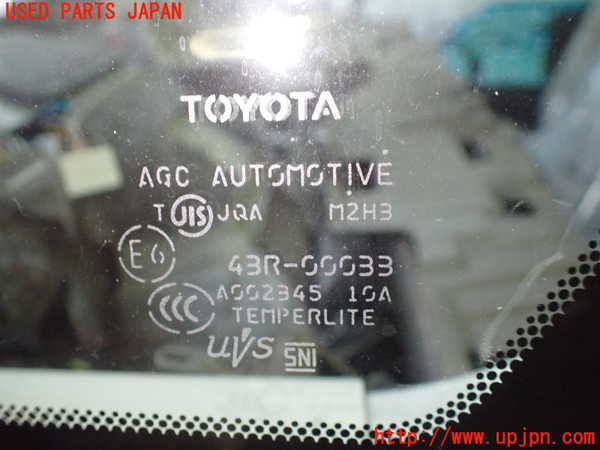 USED PARTS JAPAN
TOYOTA
AGC AUTOMOTIVE
T JIS JQA M2H3
E6 43R-00033
CCC A002345 10A
TEMPERLITE
UVS SNI
http://www.upjpn.com/